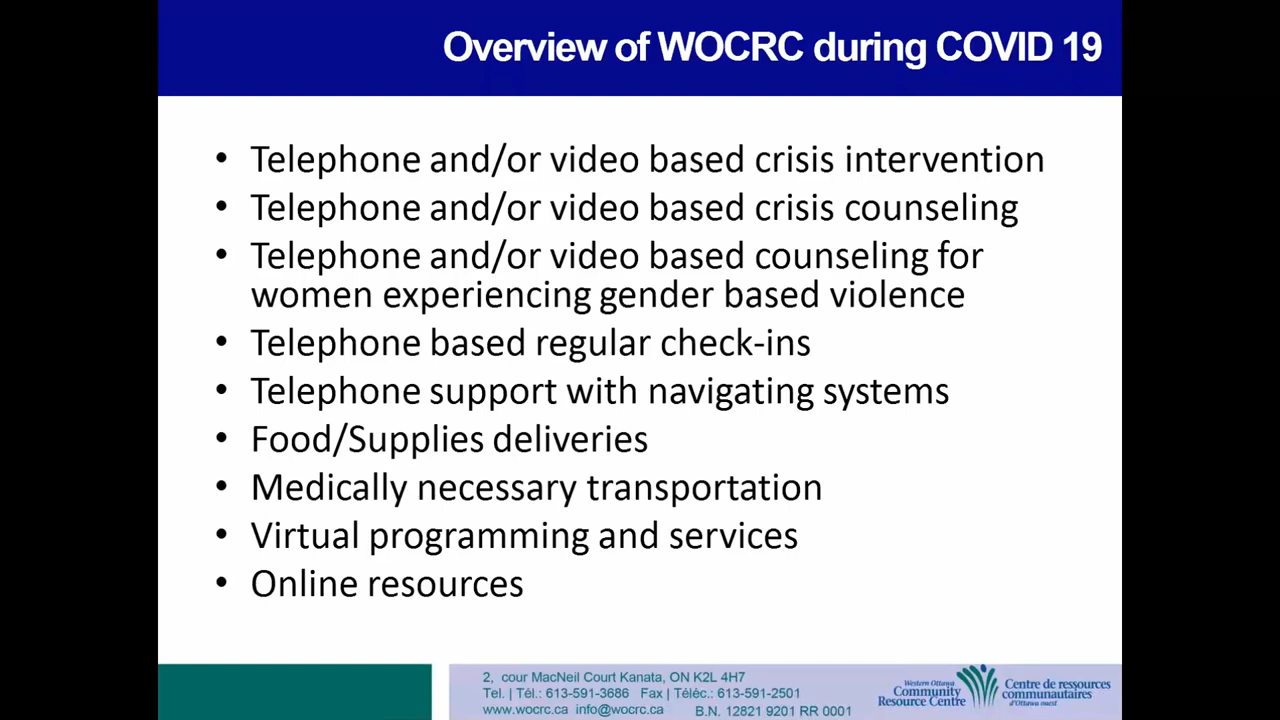 Overview of WOCRC during COVID 19
• Telephone and/or video based crisis intervention
• Telephone and/or video based crisis counseling
• Telephone and/or video based counseling for
women experiencing gender based violence
• Telephone based regular check-ins
• Telephone support with navigating systems
• Food/Supplies deliveries
• Medically necessary transportation
• Virtual programming and services
• Online resources
2, cour MacNeil Court Kanata, ON K2L 4H7
Tel. | Tél.: 613-591-3686 Fax | Téléc.: 613-591-2501
www.wocrc.ca info@wocrc.ca B.N. 12821 9201 RR 0001
Western Ottawa
Community
Resource Centre
Centre de ressources
communautaires
d'Ottawa ouest